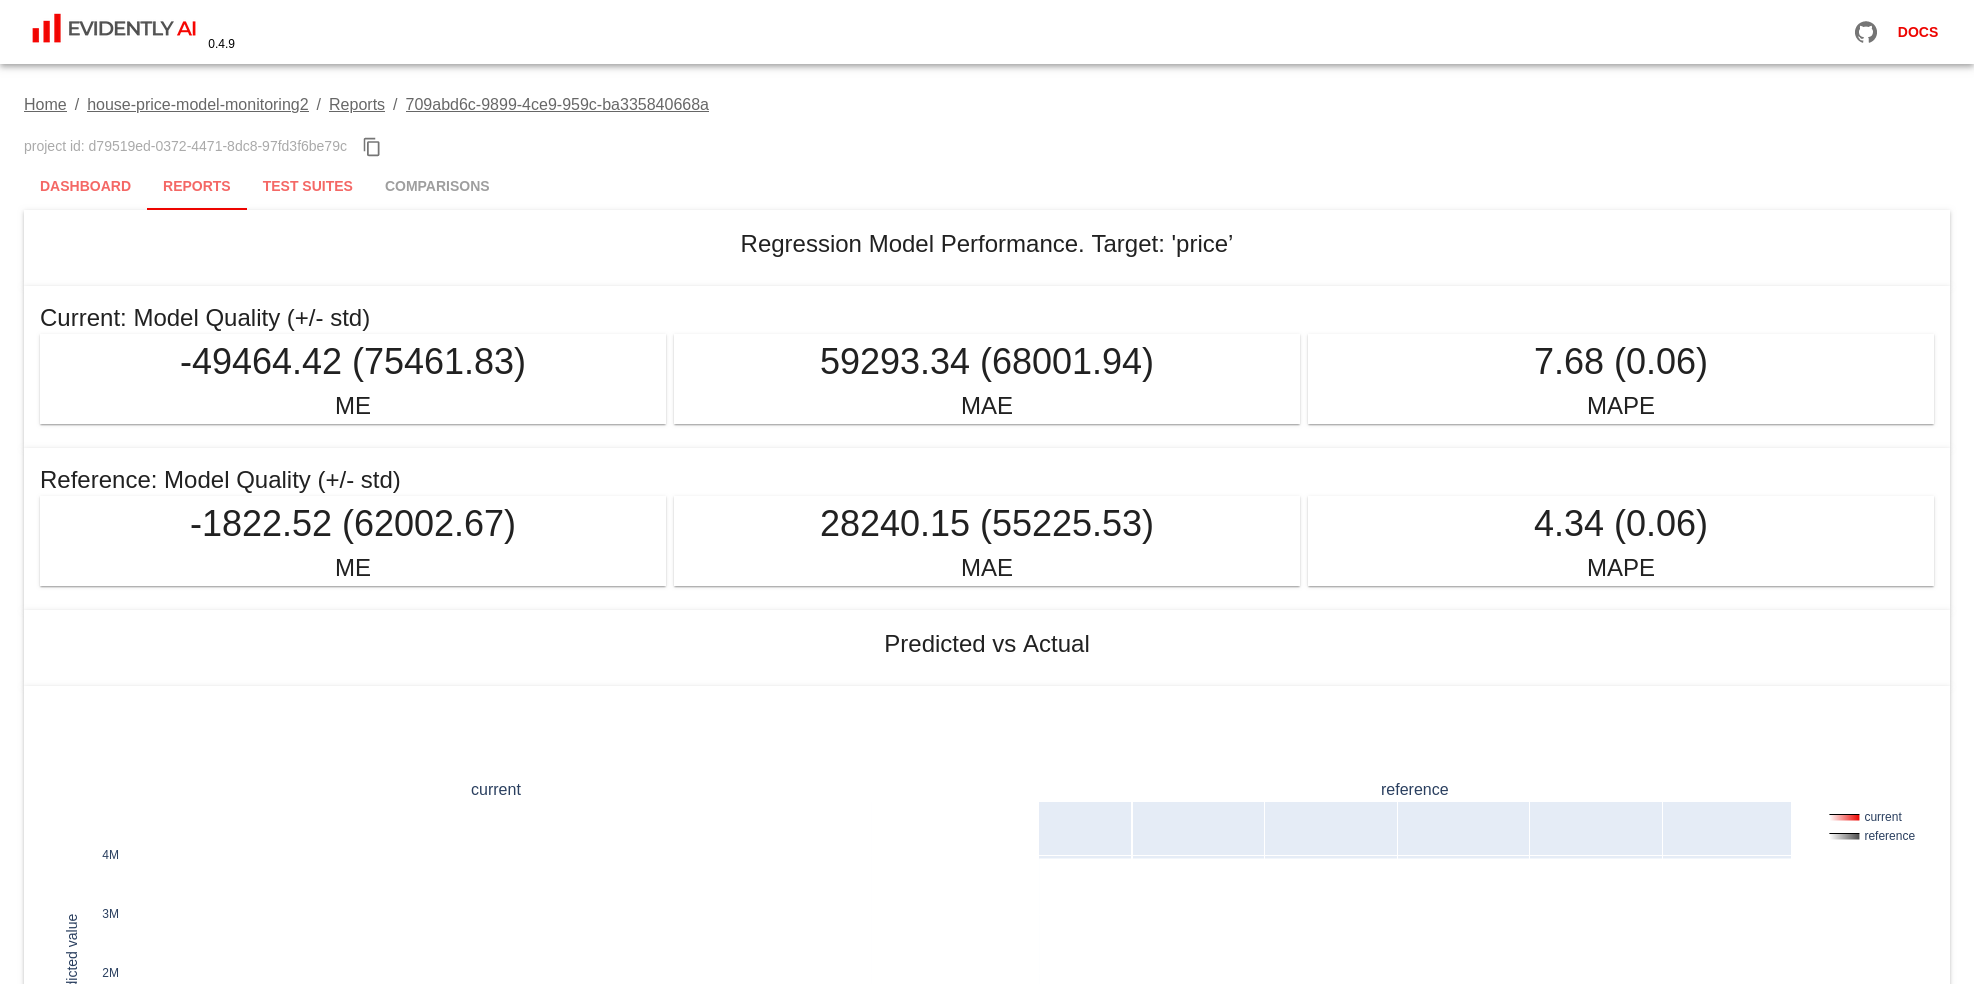 EVIDENTLY AI 0.4.9
DOCS
Home / house-price-model-monitoring2 / Reports / 709abd6c-9899-4ce9-959c-ba335840668a
project id: d79519ed-0372-4471-8dc8-97fd3f6be79c
DASHBOARD REPORTS TEST SUITES COMPARISONS
Regression Model Performance. Target: 'price’
Current: Model Quality (+/- std)
-49464.42 (75461.83)
ME
59293.34 (68001.94)
MAE
7.68 (0.06)
MAPE
Reference: Model Quality (+/- std)
-1822.52 (62002.67)
ME
28240.15 (55225.53)
MAE
4.34 (0.06)
MAPE
Predicted vs Actual
current
reference
current
reference
4M
3M
2M
dicted value